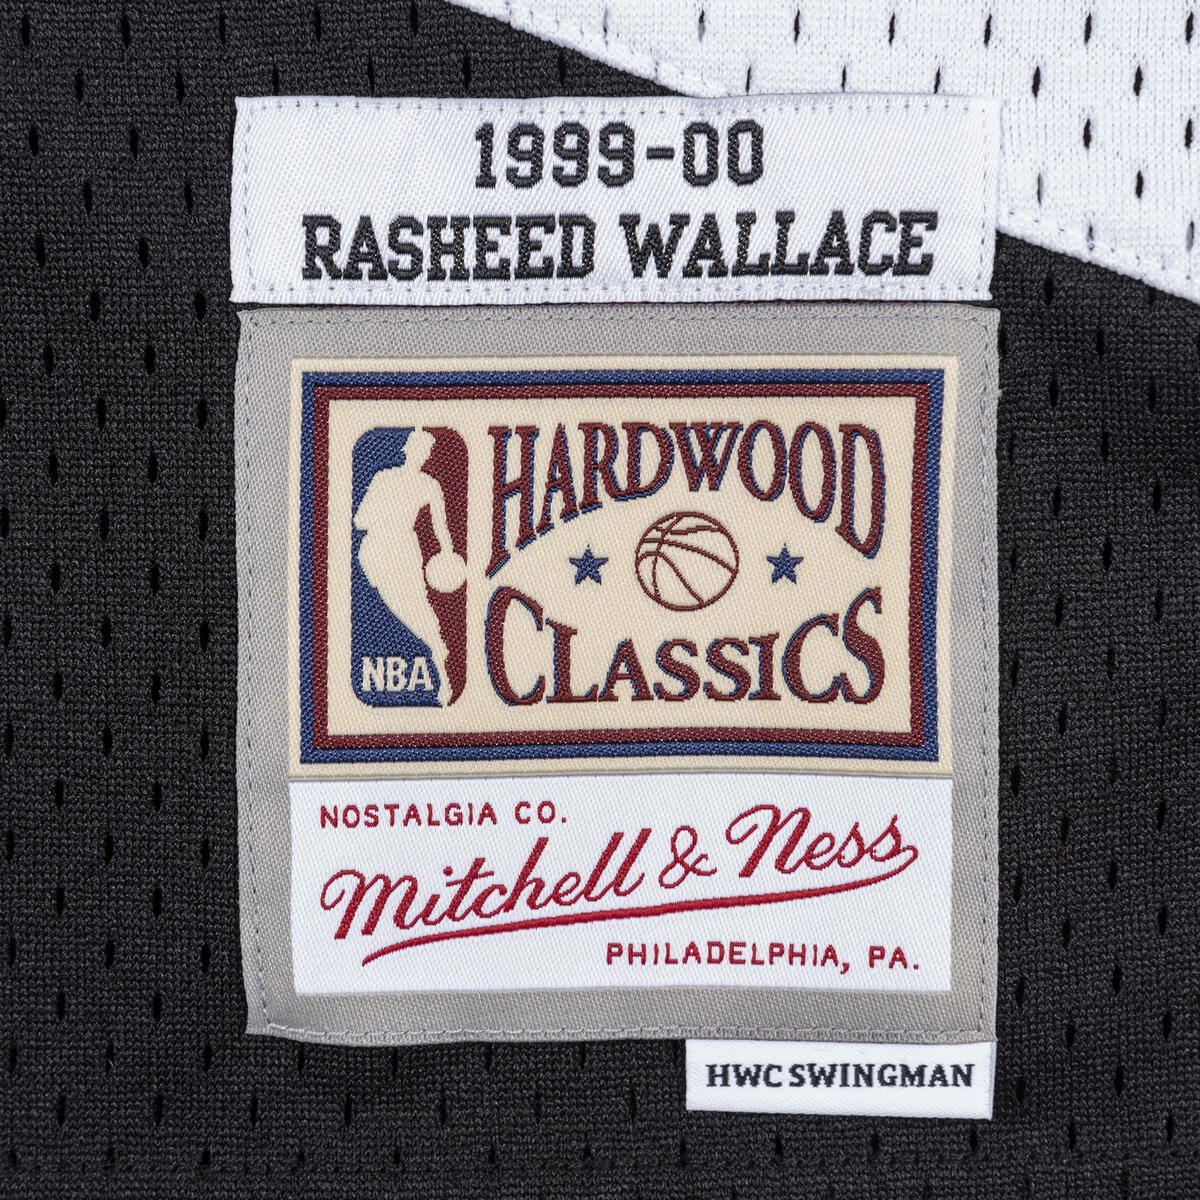 1999-00
RASHEED WALLACE
HARDWOOD
CLASSICS
NBA
NOSTALGIA CO.
Mitchell & Ness
PHILADELPHIA, PA.
HWC SWINGMAN